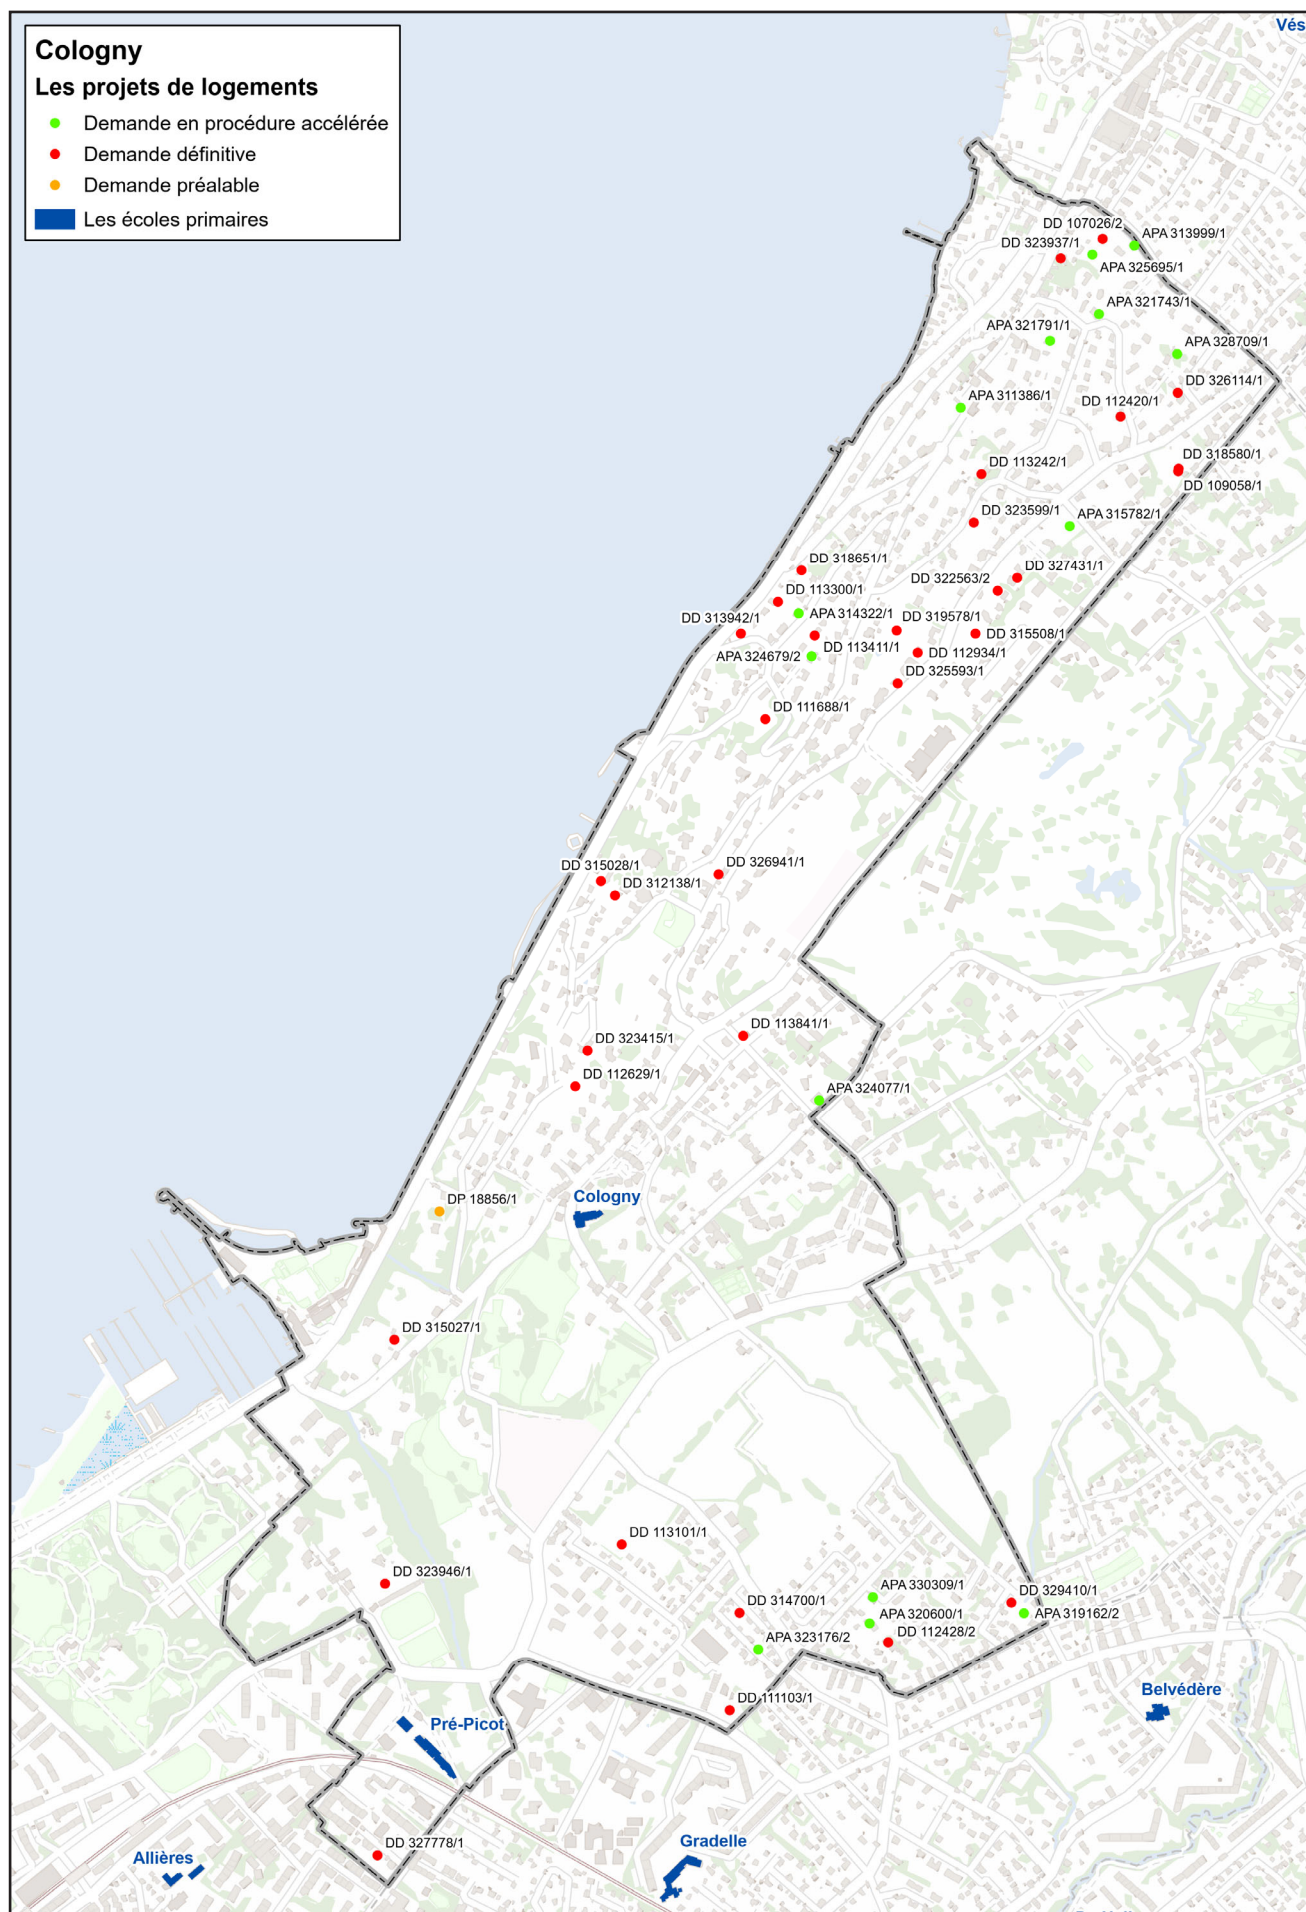 Cologny
Les projets de logements
Demande en procédure accélérée
Demande définitive
Demande préalable
Les écoles primaires
Vés
DD 107026/2
APA 313999/1
DD 323937/1
APA 325695/1
APA 321743/1
APA 321791/1
APA 328709/1
DD 326114/1
APA 311386/1
DD 112420/1
DD 318580/1
DD 113242/1
DD 109058/1
DD 323599/1
APA 315782/1
DD 318651/1
DD 327431/1
DD 322563/2
DD 113300/1
APA 314322/1
DD 313942/1
DD 319578/1
DD 315508/1
DD 113411/1
APA 324679/2
DD 112934/1
DD 325593/1
DD 111688/1
DD 315028/1
DD 326941/1
DD 312138/1
DD 113841/1
DD 323415/1
DD 112629/1
APA 324077/1
Cologny
DP 18856/1
DD 315027/1
DD 113101/1
DD 323946/1
APA 330309/1
DD 329410/1
DD 314700/1
APA 320600/1
APA 319162/2
DD 112428/2
APA 323176/2
Belvédère
DD 111103/1
Pré-Picot
Gradelle
DD 327778/1
Allières